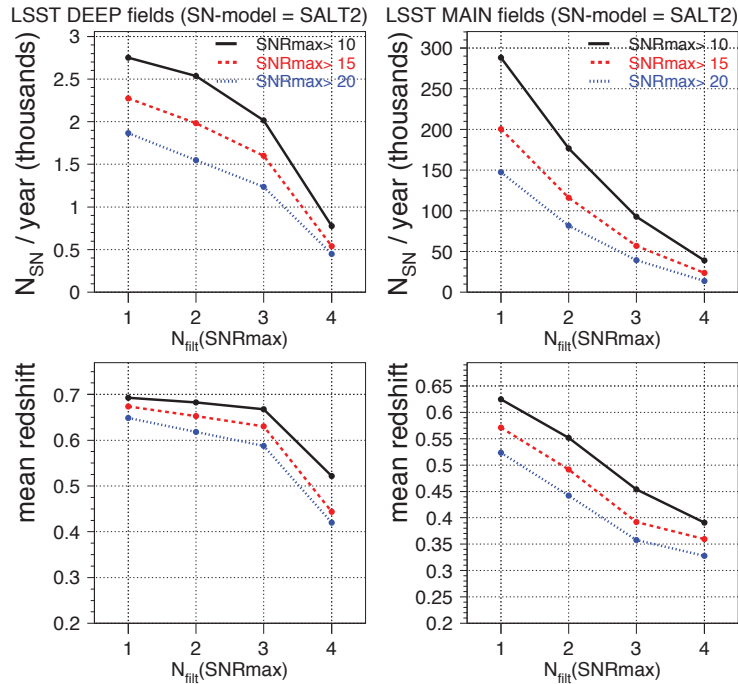 LSST DEEP fields (SN-model = SALT2)
N_SN / year (thousands)
3
2.5
2
1.5
1
0.5
0
SNRmax> 10
SNRmax> 15
SNRmax> 20
1 2 3 4
N_filt(SNRmax)
LSST MAIN fields (SN-model = SALT2)
N_SN / year (thousands)
300
250
200
150
100
50
0
SNRmax> 10
SNRmax> 15
SNRmax> 20
1 2 3 4
N_filt(SNRmax)
mean redshift
0.7
0.6
0.5
0.4
0.3
0.2
1 2 3 4
N_filt(SNRmax)
mean redshift
0.65
0.6
0.55
0.5
0.45
0.4
0.35
0.3
0.25
0.2
1 2 3 4
N_filt(SNRmax)